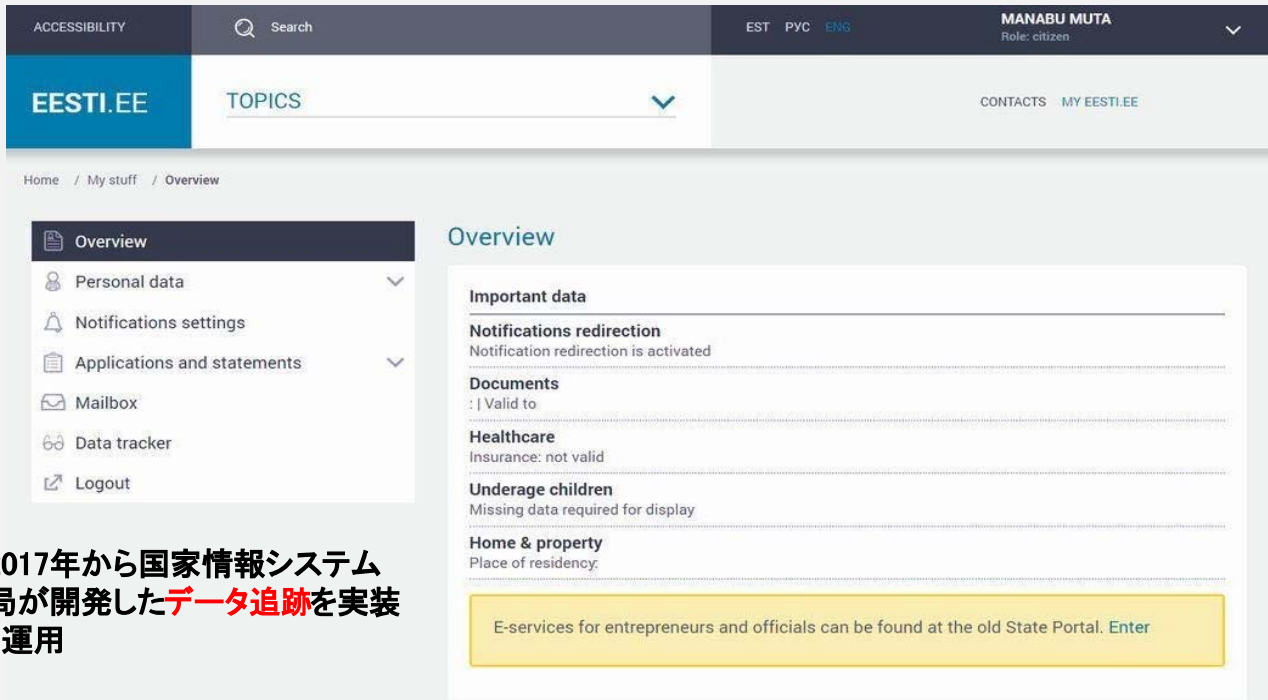 ACCESSIBILITY
Search
EST РУС ENG
MANABU MUTA
Role: citizen
EESTI.EE
TOPICS
CONTACTS MY EESTI.EE
Home / My stuff / Overview
Overview
Personal data
Notifications settings
Applications and statements
Mailbox
Data tracker
Logout
Overview
Important data
Notifications redirection
Notification redirection is activated
Documents
: | Valid to
Healthcare
Insurance: not valid
Underage children
Missing data required for display
Home & property
Place of residency:
E-services for entrepreneurs and officials can be found at the old State Portal. Enter
017年から国家情報システム
局が開発したデータ追跡を実装
運用